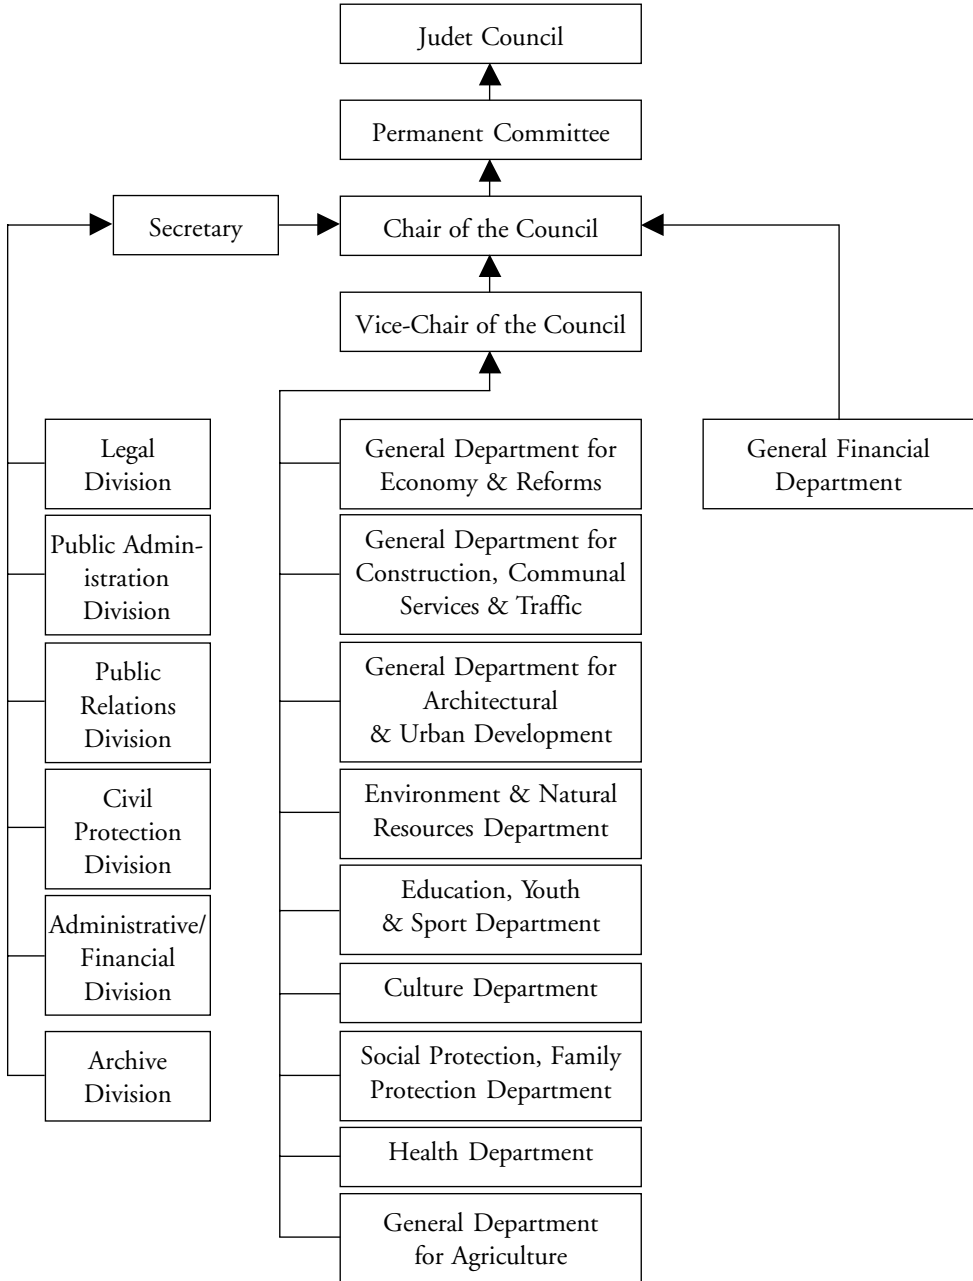 Judet Council
Permanent Committee
Secretary
Chair of the Council
Vice-Chair of the Council
Legal
Division
Public Admin-
istration
Division
Public
Relations
Division
Civil
Protection
Division
Administrative/
Financial
Division
Archive
Division
General Department for
Economy & Reforms
General Department for
Construction, Communal
Services & Traffic
General Department for
Architectural
& Urban Development
Environment & Natural
Resources Department
Education, Youth
& Sport Department
Culture Department
Social Protection, Family
Protection Department
Health Department
General Department
for Agriculture
General Financial
Department